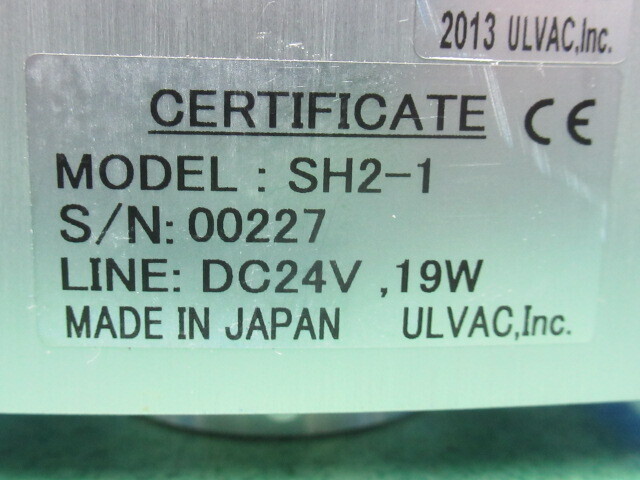 2013 ULVAC,Inc.
CERTIFICATE CE
MODEL : SH2-1
S/N: 00227
LINE: DC24V ,19W
MADE IN JAPAN ULVAC,Inc.